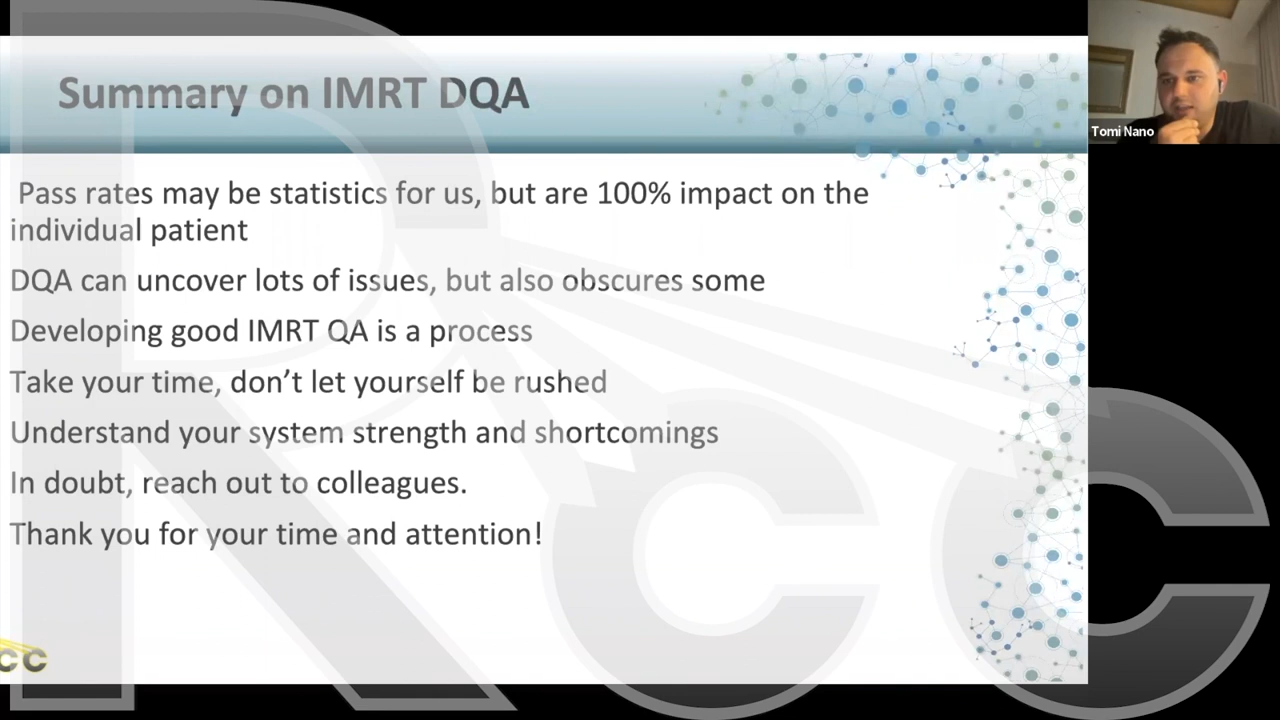 Summary on IMRT DQA
Tomi Nano
Pass rates may be statistics for us, but are 100% impact on the
individual patient
DQA can uncover lots of issues, but also obscures some
Developing good IMRT QA is a process
Take your time, don’t let yourself be rushed
Understand your system strength and shortcomings
In doubt, reach out to colleagues.
Thank you for your time and attention!
CC
Rcc